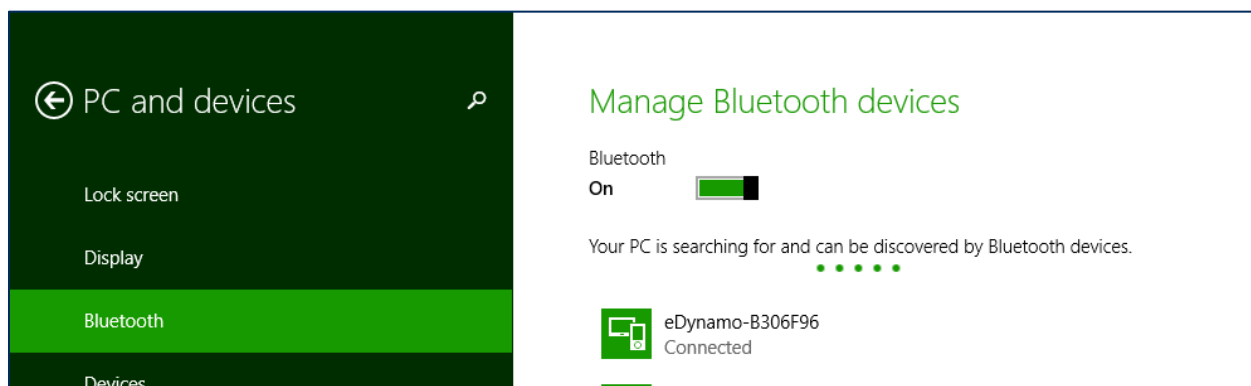 PC and devices
Lock screen
Display
Bluetooth
Devices
Manage Bluetooth devices
Bluetooth
On
Your PC is searching for and can be discovered by Bluetooth devices.
eDynamo-B306F96
Connected